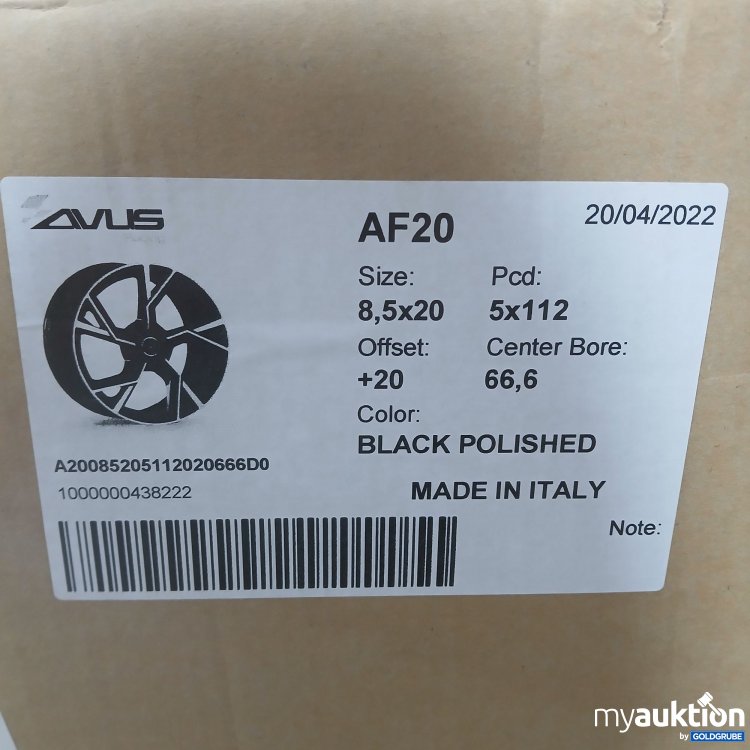 AVUS
AF20
20/04/2022
Size: Pcd:
8,5x20 5x112
Offset: Center Bore:
+20 66,6
Color:
BLACK POLISHED
A20085205112020666D0
1000000438222
MADE IN ITALY
Note:
myauktion
by GOLDGRUBE